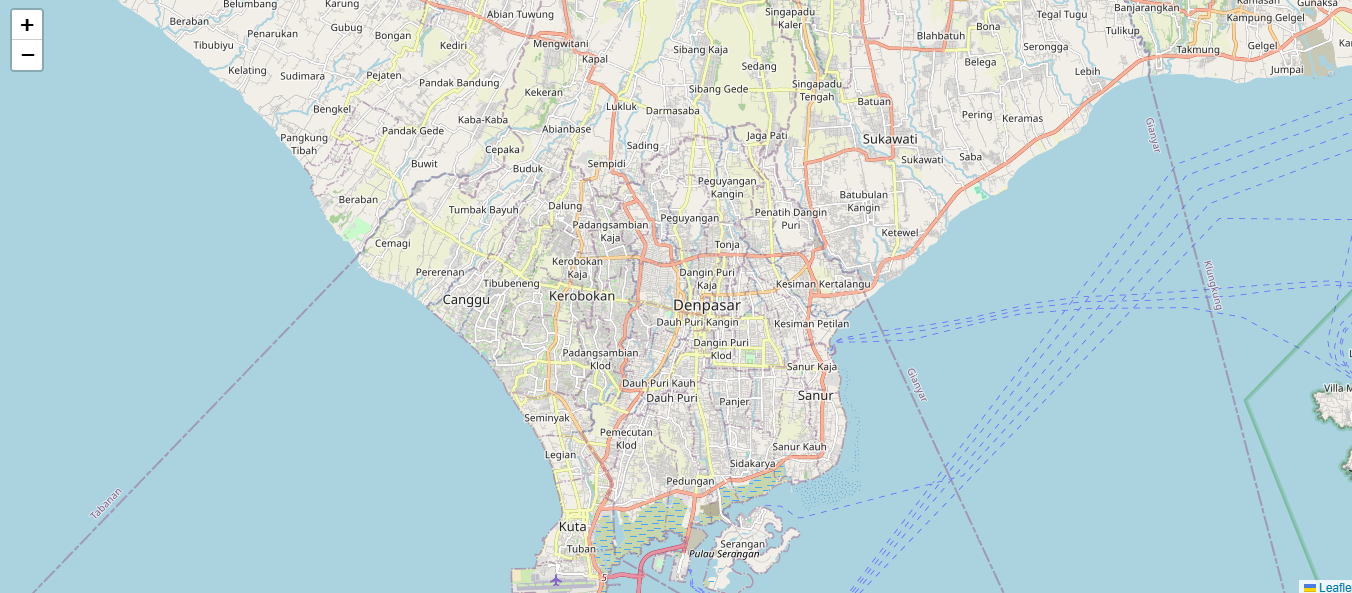 +
−
Belumbang
Karung
Beraban
Penarukan
Gubug
Abian Tuwung
Singapadu
Kaler
Tegal Tugu
Banjarangkan
Kamasan
Gunaksa
Kampung Gelgel
Tibubiyu
Bongan
Kediri
Mengwitani
Sibang Kaja
Bona
Blahbatuh
Serongga
Tulikup
Takmung
Gelgel
Kelating
Sudimara
Pejaten
Pandak Bandung
Kapal
Sedang
Singapadu
Tengah
Belega
Lebih
Jumpai
Kekeran
Sibang Gede
Bengkel
Kaba-Kaba
Lukluk
Darmasaba
Batuan
Pering
Keramas
Pangkung
Tibah
Pandak Gede
Abianbase
Jaga Pati
Sukawati
Gianyar
Buwit
Cepaka
Sading
Sukawati
Saba
Buduk
Sempidi
Peguyangan
Kangin
Batubulan
Kangin
Beraban
Tumbak Bayuh
Dalung
Padangsambian
Kaja
Peguyangan
Penatih Dangin
Puri
Ketewel
Cemagi
Tonja
Pererenan
Tibubeneng
Kerobokan
Kaja
Dangin Puri
Kaja
Kesiman Kertalangu
Klungkung
Canggu
Kerobokan
Denpasar
Dauh Puri Kangin
Kesiman Petilan
Padangsambian
Klod
Dangin Puri
Klod
Sanur Kaja
Gianyar
Dauh Puri Kauh
Dauh Puri
Panjer
Sanur
Villa M
Seminyak
Pemecutan
Klod
Legian
Sanur Kauh
Sidakarya
Pedungan
Tabanan
Kuta
Tuban
Serangan
Pulau Serangan
5
Leafle